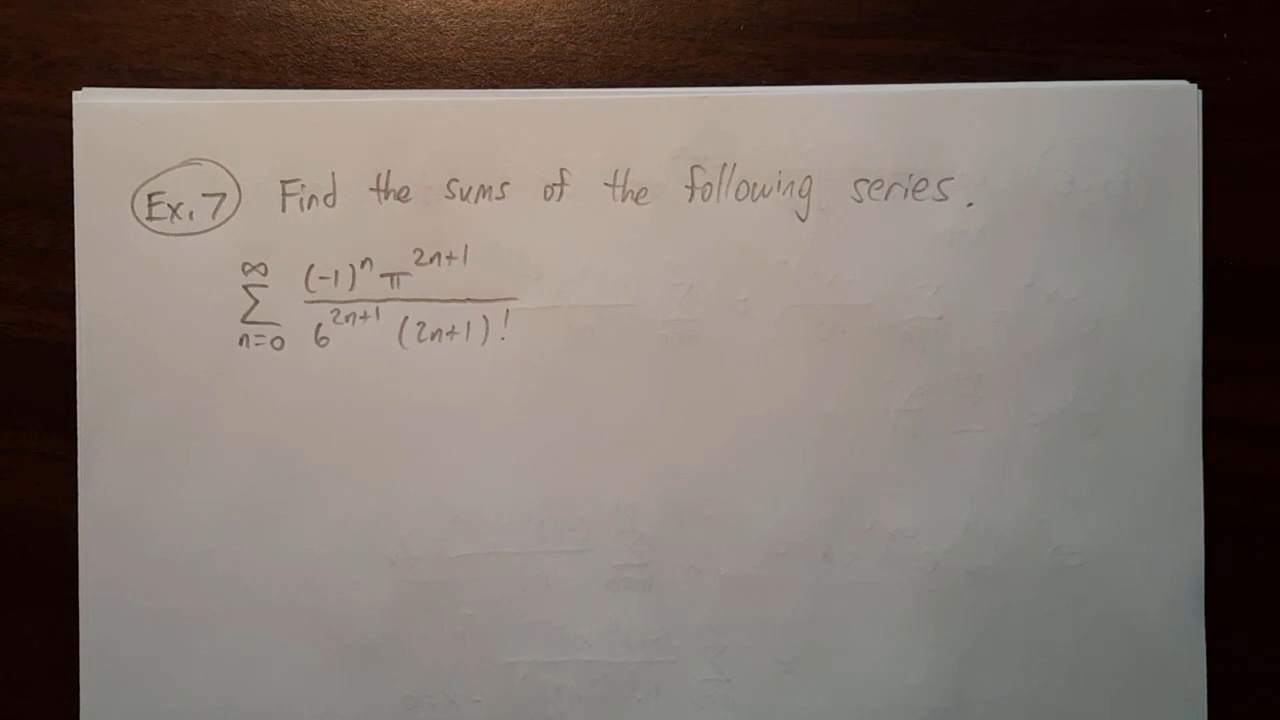 Ex. 7 Find the sums of the following series.
∞ (-1)^n π^{2n+1}
Σ
n=0 6^{2n+1} (2n+1)!